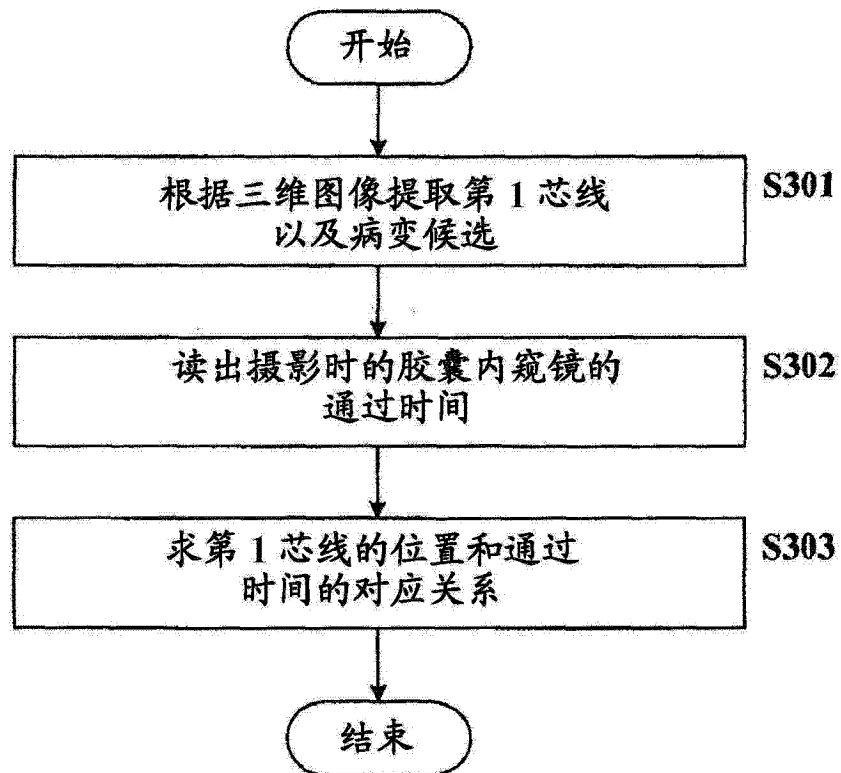 开始
根据三维图像提取第1芯线
以及病变候选
S301
读出摄影时的胶囊内窥镜的
通过时间
S302
求第1芯线的位置和通过
时间的对应关系
S303
结束